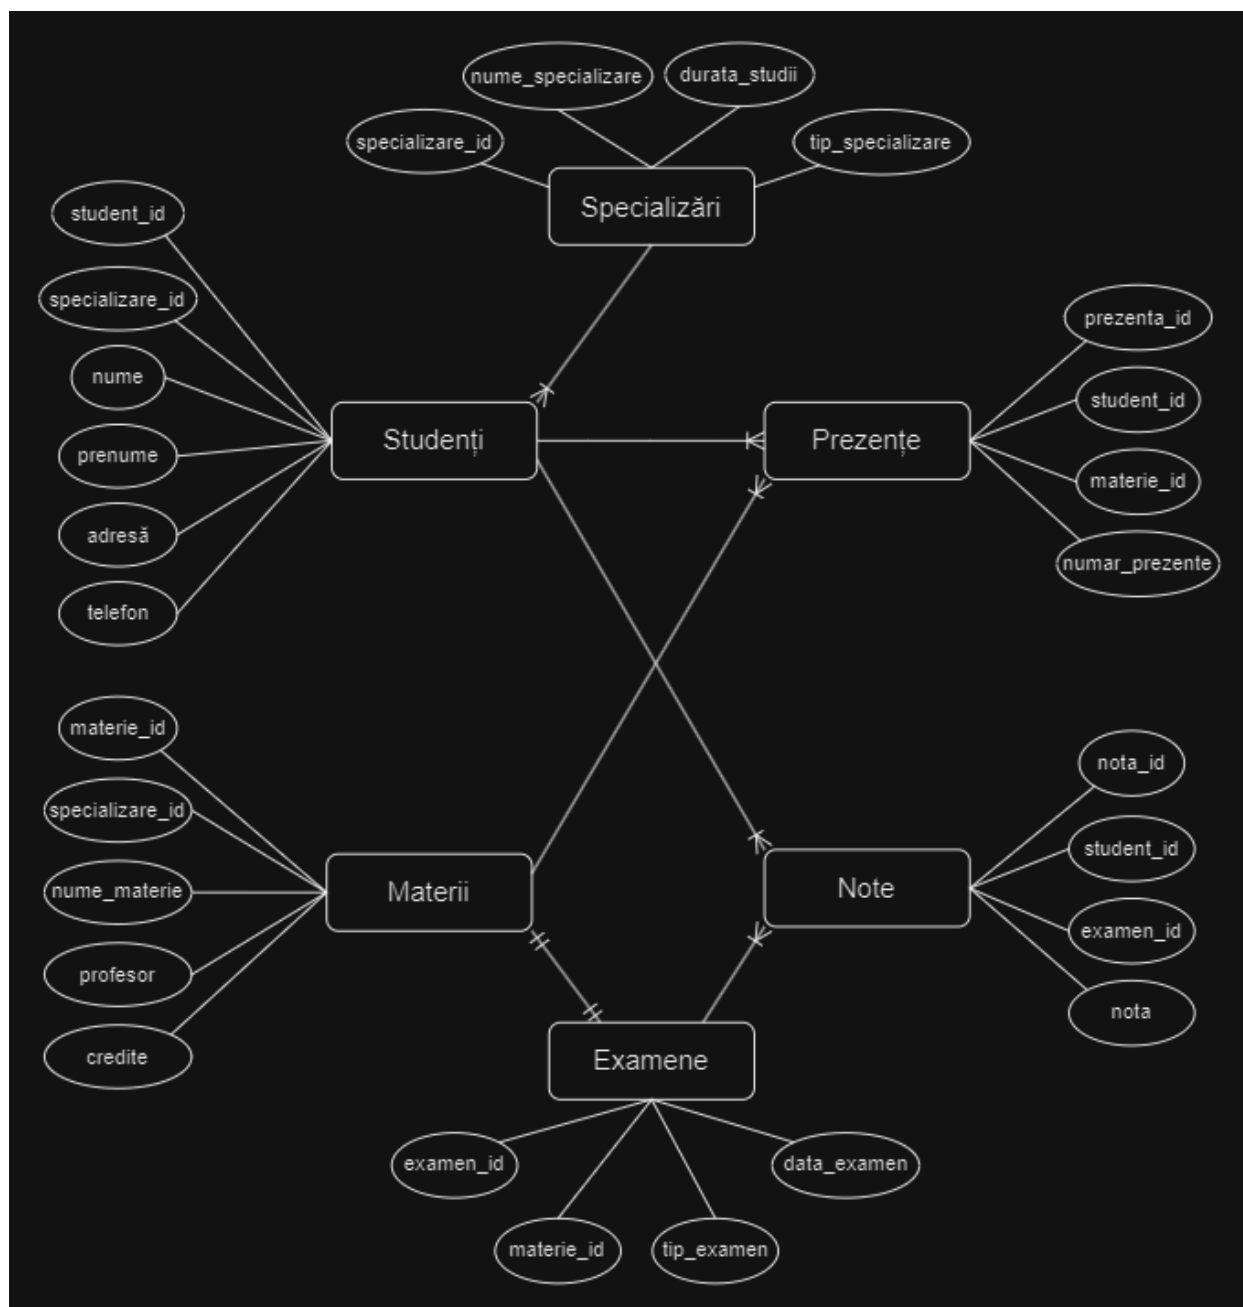 nume_specializare
durata_studii
specializare_id
tip_specializare
Specializări
student_id
specializare_id
nume
prenume
adresă
telefon
Studenți
Prezențe
prezenta_id
student_id
materie_id
numar_prezente
materie_id
specializare_id
nume_materie
profesor
credite
Materii
Note
nota_id
student_id
examen_id
nota
Examene
examen_id
data_examen
materie_id
tip_examen